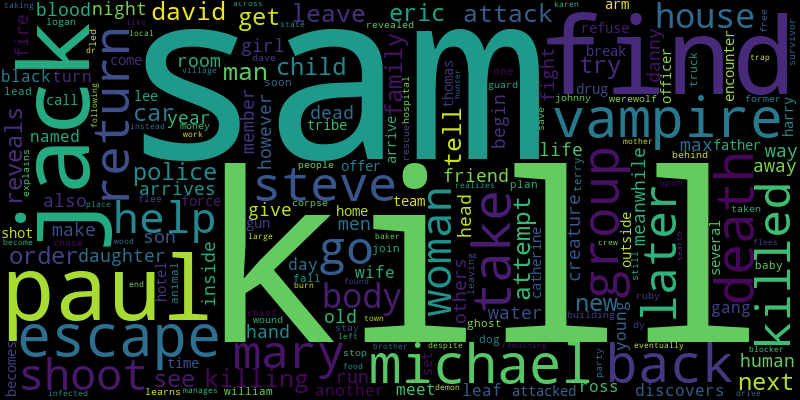 logan
blood
night
david
get
leave
eric
attack
house
karen
state
across
revealed
taking
fire
like
local
led
girl
dave
room
man
child
family
arm
refuse
break
try
fight
danny
officer
encounter
trap
free
survivor
black
turn
come
lead
call
lee
named
car
year
member
however
soon
village
one
guard
hunter
hospital
thomas
drug
truck
werewolf
johnny
former
harry
sam
find
jack
return
following
instead
money
work
dead
tribe
rescue
arrive
tell
begin
save
vampire
max
father
way
away
reveals
explains
police
arrives
people
offer
life
friend
mother
behind
meanwhile
also
place
flee
force
help
make
son
daughter
order
shot
become
chase
wood
steve
give
home
team
gun
men
corpse
realizes
plan
terry
attempt
woman
head
take
group
later
death
upon
taken
killed
several
outside
inside
large
go
day
fall
join
baker
wife
others
leaving
water
catherine
creature
crew
new
young
still
search
flees
baby
paul
kill
hotel
animal
end
hand
wound
chief
burn
body
old
found
town
ghost
dog
building
ruby
gang
human
blocker
escape
shoot
time
mary
stay
left
michael
back
dy
eventually
next
becomes
infected
learns
manages
see
killing
william
food
run
another
stop
brother
despite
set
demon
remaining
meet
leaf
attacked
ross
party
discovers
drive